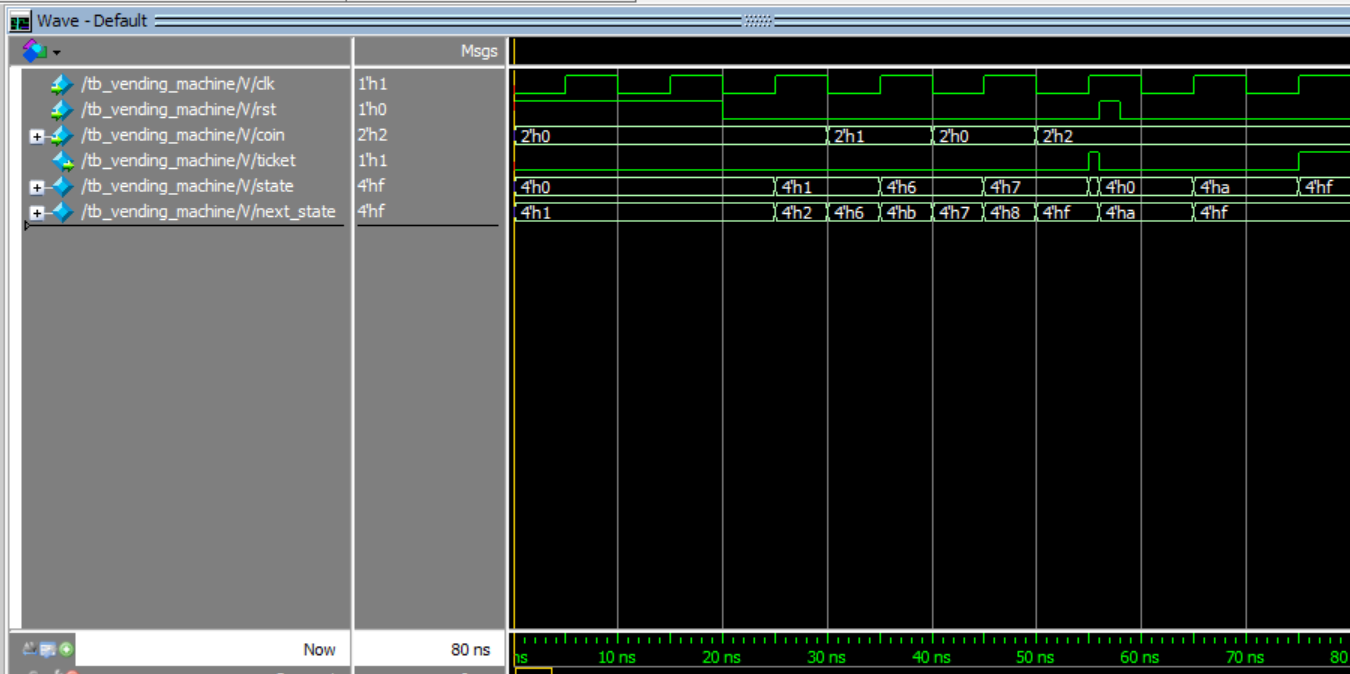 Wave - Default
Msgs
/tb_vending_machine/V/clk 1'h1
/tb_vending_machine/V/rst 1'h0
/tb_vending_machine/V/coin 2'h2 2'h0 2'h1 2'h0 2'h2
/tb_vending_machine/V/ticket 1'h1
/tb_vending_machine/V/state 4'hf 4'h0 4'h1 4'h6 4'h7 4'h0 4'ha 4'hf
/tb_vending_machine/V/next_state 4'hf 4'h1 4'h2 4'h6 4'hb 4'h7 4'h8 4'hf 4'ha 4'hf
Now 80 ns ns 10 ns 20 ns 30 ns 40 ns 50 ns 60 ns 70 ns 80